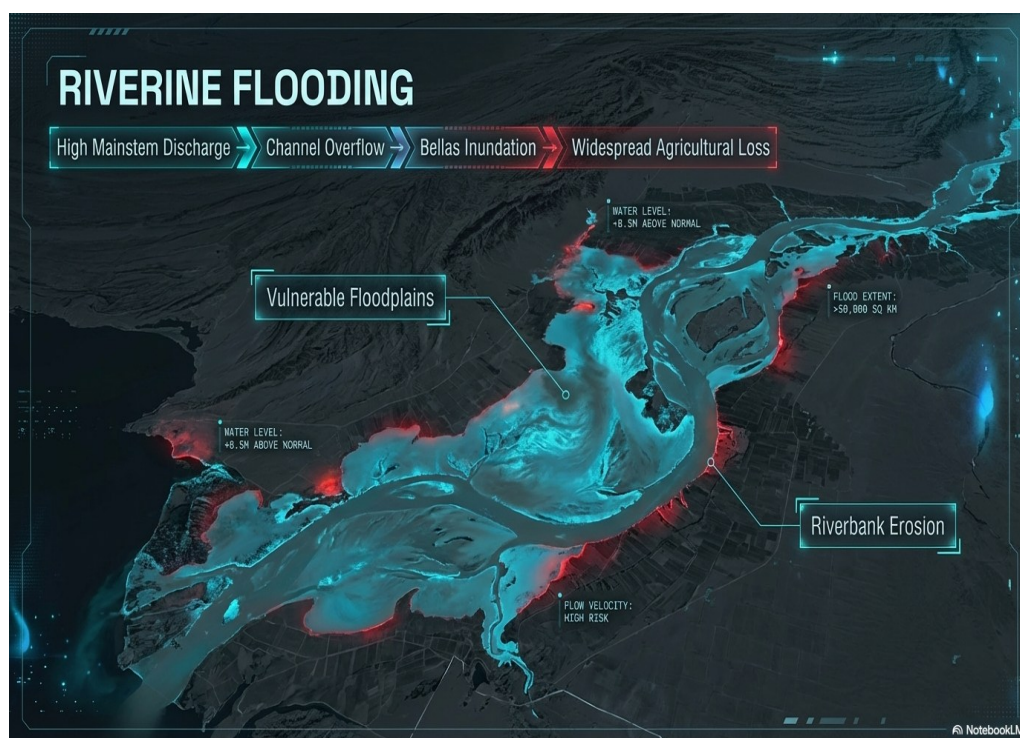 RIVERINE FLOODING
High Mainstem Discharge → Channel Overflow → Bellas Inundation → Widespread Agricultural Loss
WATER LEVEL:
+8.5M AEOVE NORMAL
Vulnerable Floodplains
FLOOD EXTENT:
>50,000 SQ KM
WATER LEVEL:
+8.5M ABOVE NORRAL
Riverbank Erosion
FLOW VELOCITY:
HIGH RISK
NotebookLM